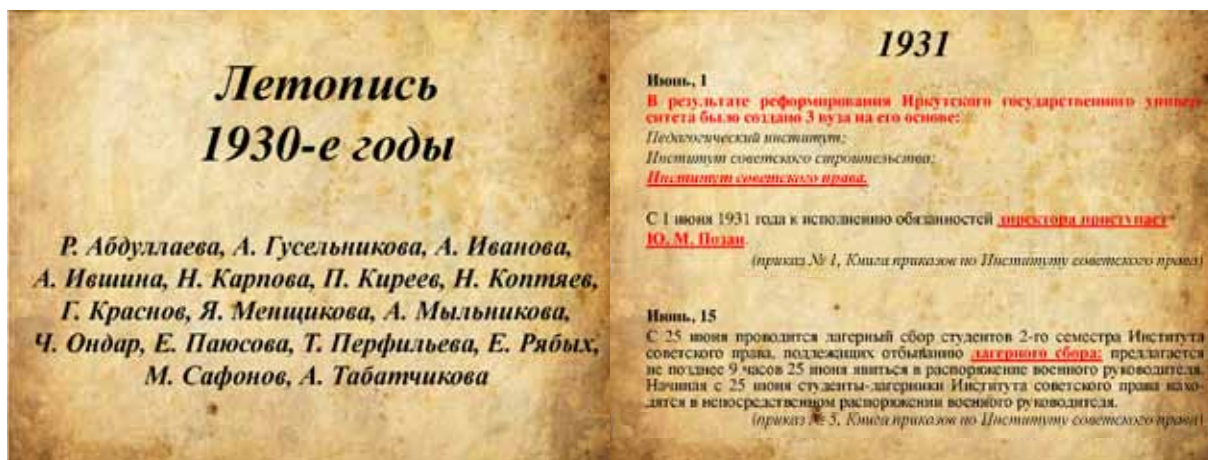 Летопись
1930-е годы
Р. Абдуллаева, А. Гусельникова, А. Иванова,
А. Ившина, Н. Карпова, П. Киреев, Н. Коптяев,
Г. Краснов, Я. Менщикова, А. Мыльникова,
Ч. Ондар, Е. Паюсова, Т. Перфильева, Е. Рябых,
М. Сафонов, А. Табатчикова
1931
Июнь, 1
В результате реформирования Иркутского государственного универ-
ситета было создано 3 вуза на его основе:
Педагогический институт;
Институт советского строительства;
Институт советского права.
С 1 июня 1931 года к исполнению обязанностей директора приступает
Ю. М. Позан.
(приказ № 1, Книга приказов по Институту советского права)
Июнь, 15
С 25 июня проводится лагерный сбор студентов 2-го семестра Института
советского права, подлежащих отбыванию лагерного сбора; предлагается
не позднее 9 часов 25 июня явиться в распоряжение военного руководителя.
Начиная с 25 июня студенты-лагерники Института советского права нахо-
дятся в непосредственном распоряжении военного руководителя.
(приказ № 5, Книга приказов по Институту советского права)